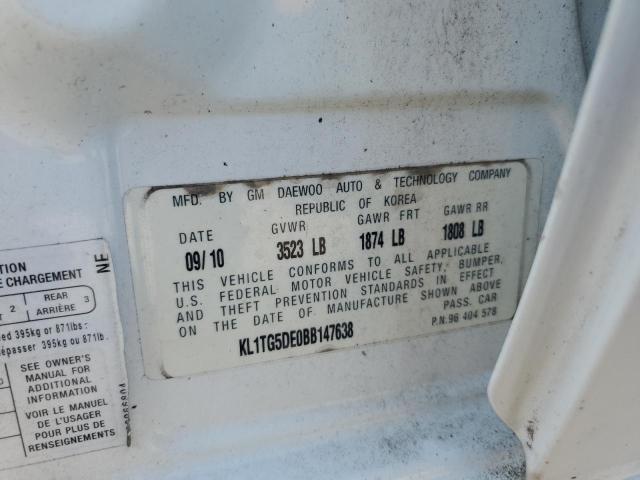 MFD. BY GM DAEWOO AUTO & TECHNOLOGY COMPANY
REPUBLIC OF KOREA
DATE GVWR GAWR FRT GAWR RR
09/10 3523 LB 1874 LB 1808 LB
THIS VEHICLE CONFORMS TO ALL APPLICABLE
U.S. FEDERAL MOTOR VEHICLE SAFETY, BUMPER,
AND THEFT PREVENTION STANDARDS IN EFFECT
ON THE DATE OF MANUFACTURE SHOWN ABOVE
PASS. CAR
KL1TG5DE0BB147638
P/N:96 404 578
NF
CHARGEMENT
2 REAR
ARRIÈRE 3
395kg or 871lbs.
395kg ou 871lb.
SEE OWNER'S
MANUAL FOR
ADDITIONAL
INFORMATION
VOIR LE MANUEL
DE L'USAGER
POUR PLUS DE
RENSEIGNEMENTS